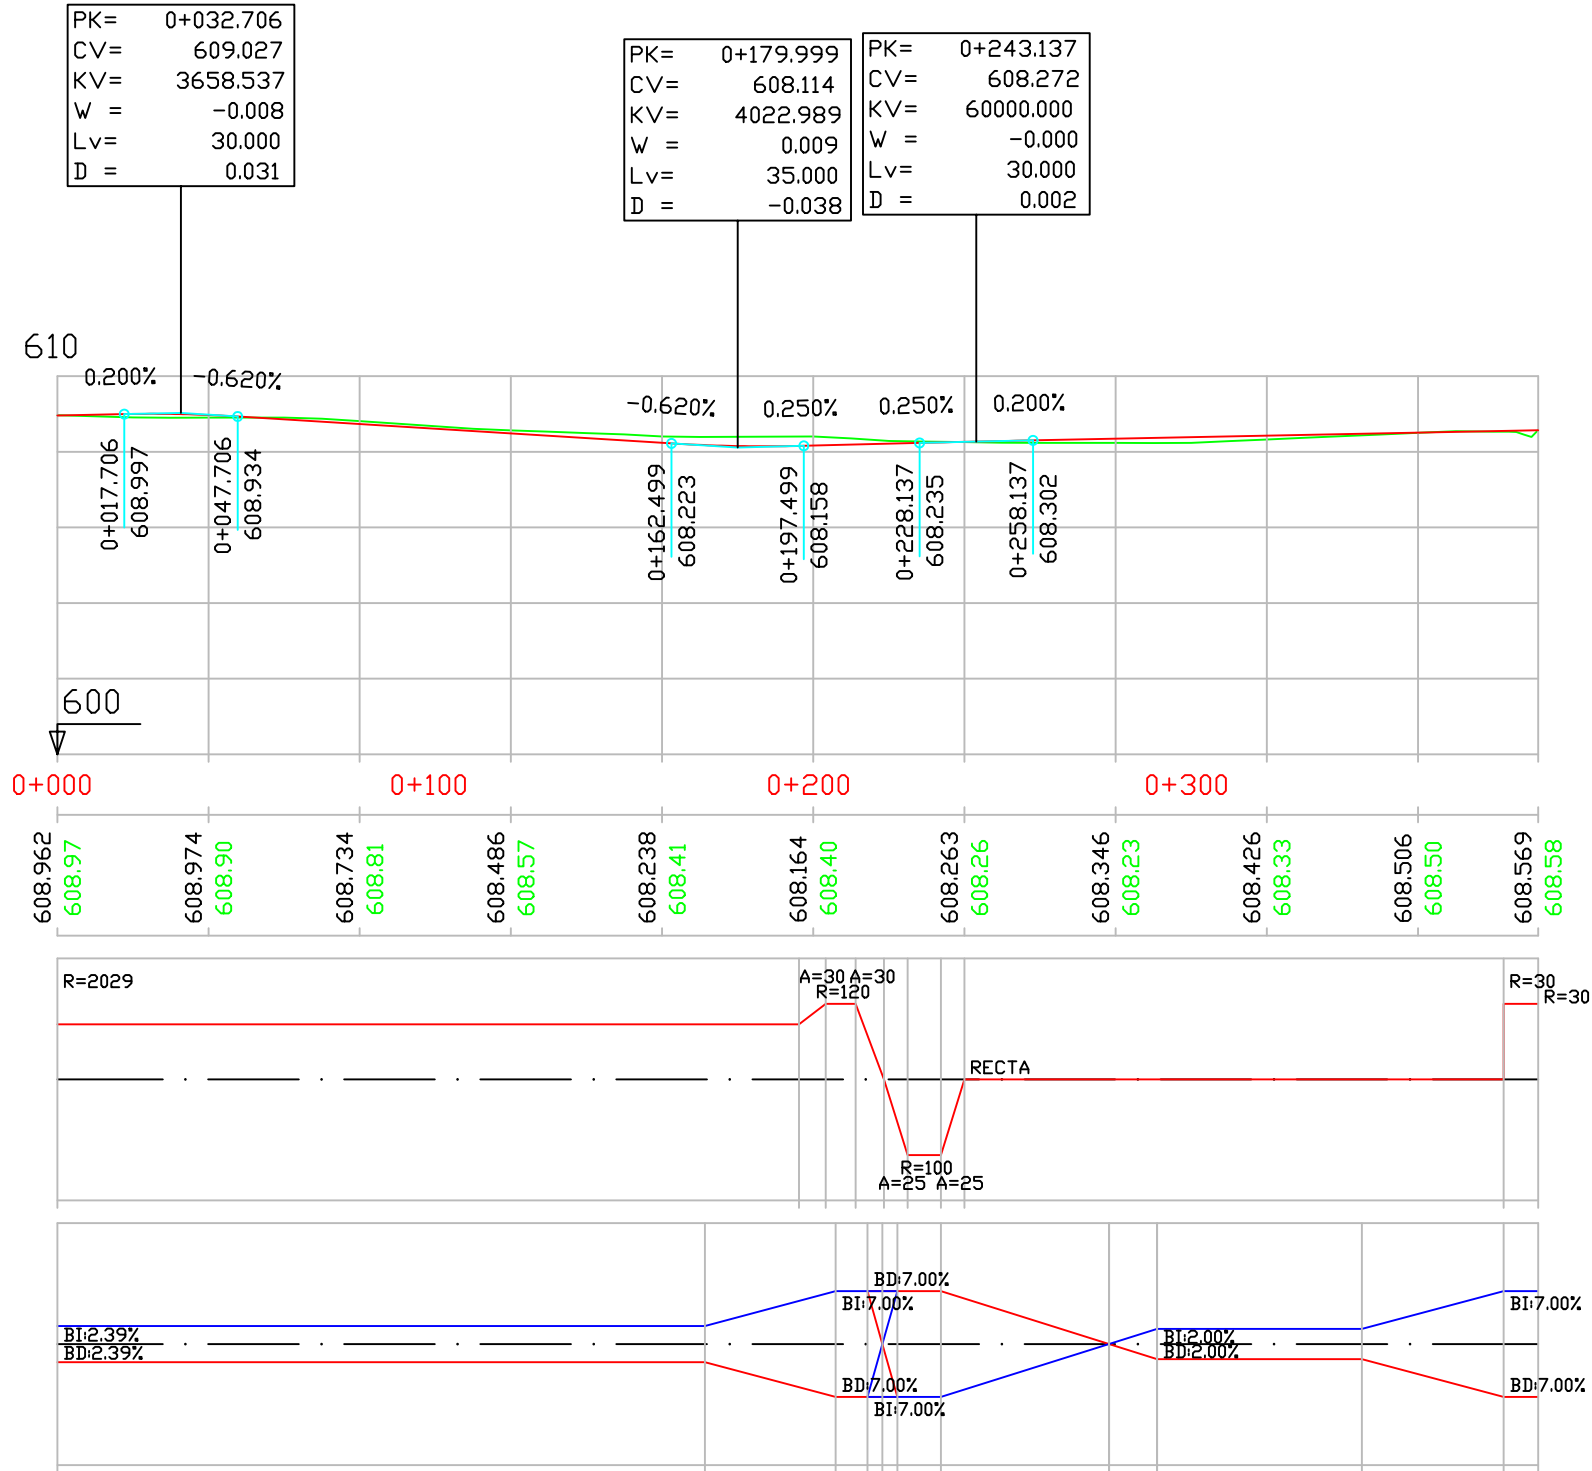 PK= 0+032.706
CV= 609.027
KV= 3658.537
W = -0.008
Lv= 30.000
D = 0.031
PK= 0+179.999
CV= 608.114
KV= 4022.989
W = 0.009
Lv= 35.000
D = -0.038
PK= 0+243.137
CV= 608.272
KV= 60000.000
W = -0.000
Lv= 30.000
D = 0.002
610
0.200%
-0.620%
-0.620%
0.250%
0.250%
0.200%
0+017.706
608.997
0+047.706
608.934
0+162.499
608.223
0+197.499
608.158
0+228.137
608.235
0+258.137
608.302
600
0+000
0+100
0+200
0+300
608.962
608.97
608.974
608.90
608.734
608.81
608.486
608.57
608.238
608.41
608.164
608.40
608.263
608.26
608.346
608.23
608.426
608.33
608.506
608.50
608.569
608.58
R=2029
A=30
A=30
R=120
R=30
R=30
RECTA
R=100
A=25
A=25
BD:7.00%
BI:7.00%
BI:7.00%
BI:2.39%
BD:2.39%
BI:2.00%
BD:2.00%
BD:7.00%
BD:7.00%
BI:7.00%